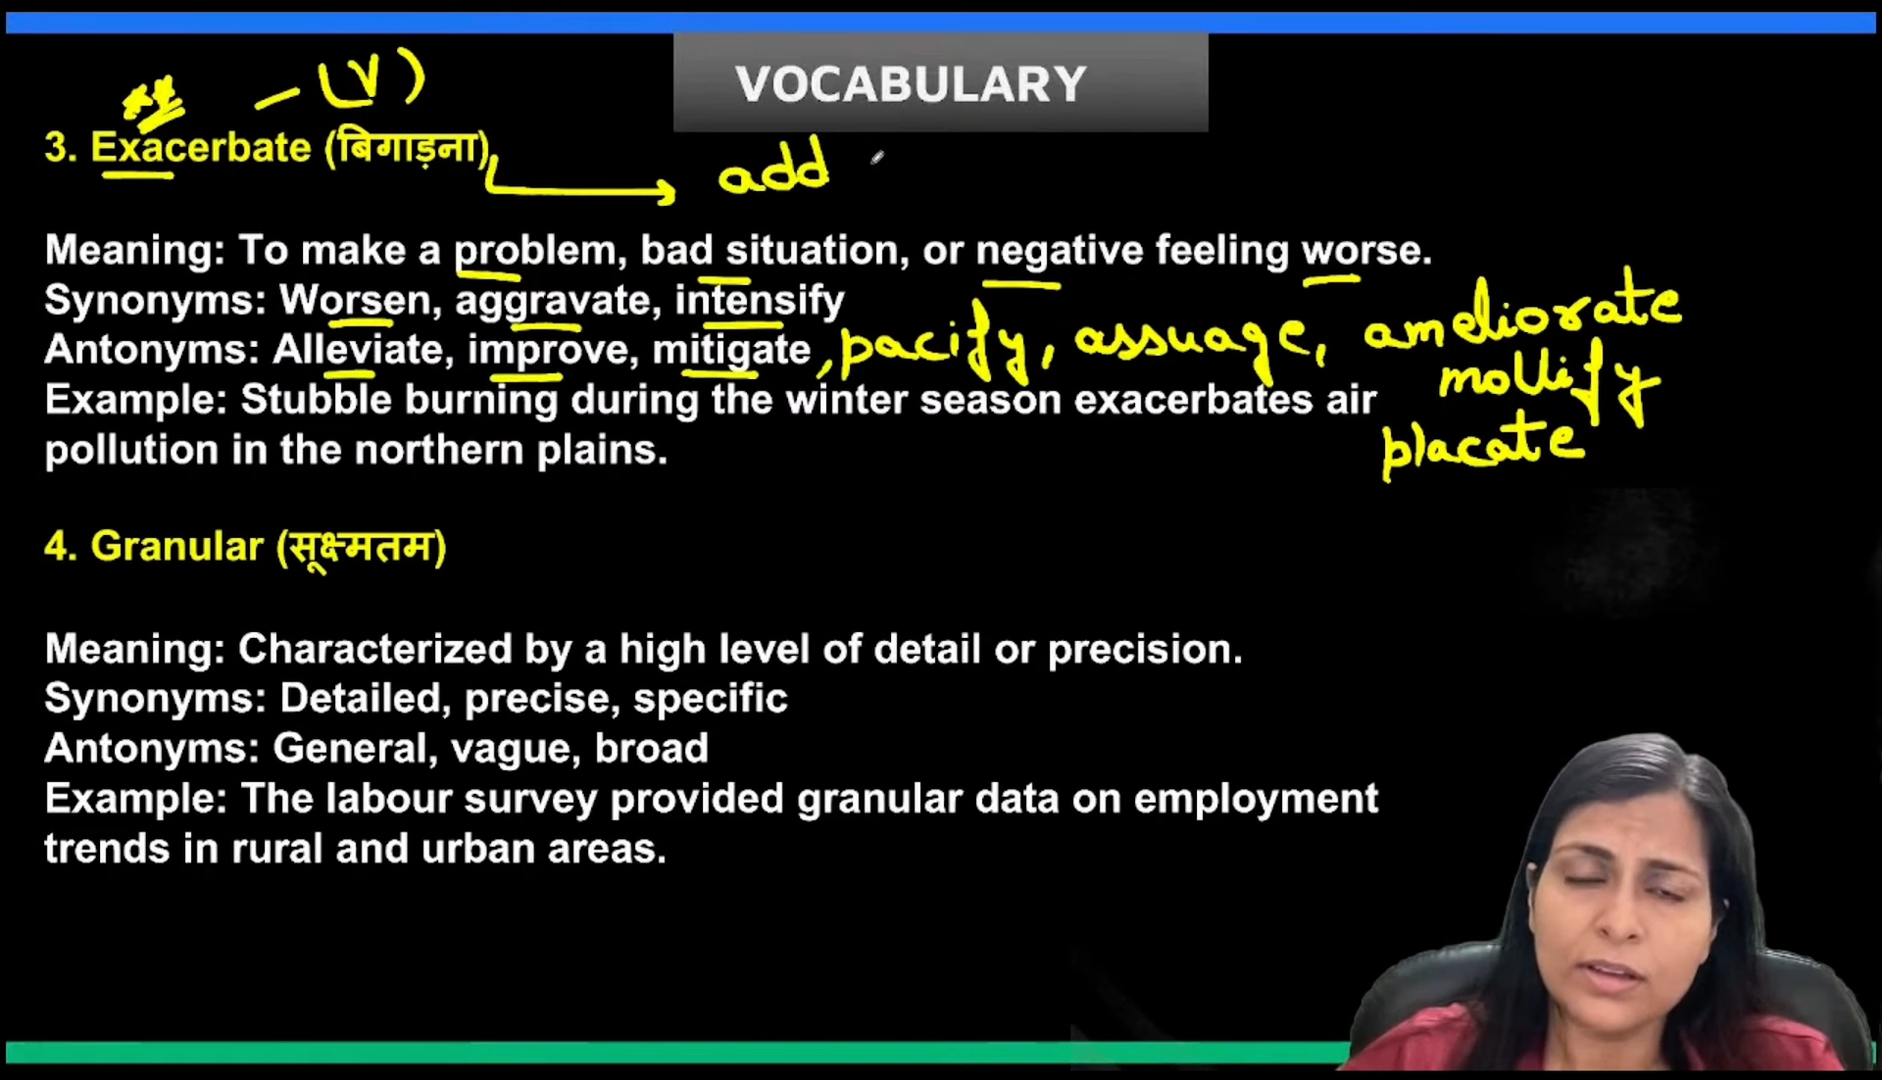 VOCABULARY
- (V)
3. Exacerbate (बिगाड़ना)
add
Meaning: To make a problem, bad situation, or negative feeling worse.
Synonyms: Worsen, aggravate, intensify
Antonyms: Alleviate, improve, mitigate, pacify, assuage, ameliorate
mollify
Example: Stubble burning during the winter season exacerbates air
placate
pollution in the northern plains.
4. Granular (सूक्ष्मतम)
Meaning: Characterized by a high level of detail or precision.
Synonyms: Detailed, precise, specific
Antonyms: General, vague, broad
Example: The labour survey provided granular data on employment
trends in rural and urban areas.